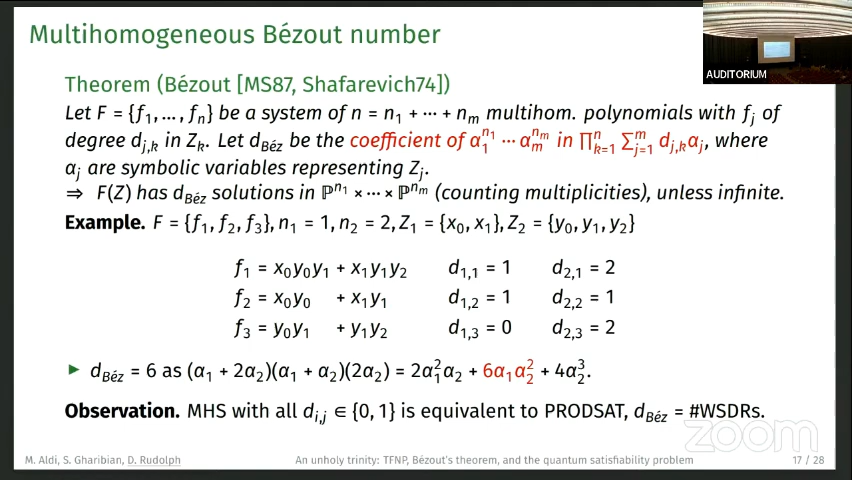 Multihomogeneous Bézout number
AUDITORIUM
Theorem (Bézout [MS87, Shafarevich74])
Let F = {f₁, …, fₙ} be a system of n = n₁ + ⋯ + nₘ multihom. polynomials with fⱼ of
degree dⱼ,ₖ in Zₖ. Let d_Béz be the coefficient of α₁^{n₁} ⋯ αₘ^{nₘ} in ∏ₖ₌₁ⁿ ∑ⱼ₌₁ᵐ dⱼ,ₖαⱼ, where
αⱼ are symbolic variables representing Zⱼ.
⇒ F(Z) has d_Béz solutions in ℙ^{n₁} × ⋯ × ℙ^{nₘ} (counting multiplicities), unless infinite.
Example. F = {f₁, f₂, f₃}, n₁ = 1, n₂ = 2, Z₁ = {x₀, x₁}, Z₂ = {y₀, y₁, y₂}
f₁ = x₀y₀y₁ + x₁y₁y₂ d₁,₁ = 1 d₂,₁ = 2
f₂ = x₀y₀ + x₁y₁ d₁,₂ = 1 d₂,₂ = 1
f₃ = y₀y₁ + y₁y₂ d₁,₃ = 0 d₂,₃ = 2
▶ d_Béz = 6 as (α₁ + 2α₂)(α₁ + α₂)(2α₂) = 2α₁²α₂ + 6α₁α₂² + 4α₂³.
Observation. MHS with all dᵢ,ⱼ ∈ {0, 1} is equivalent to PRODSAT, d_Béz = #WSDRs.
zoom
M. Aldi, S. Gharibian, D. Rudolph An unholy trinity: TFNP, Bézout's theorem, and the quantum satisfiability problem 17 / 28